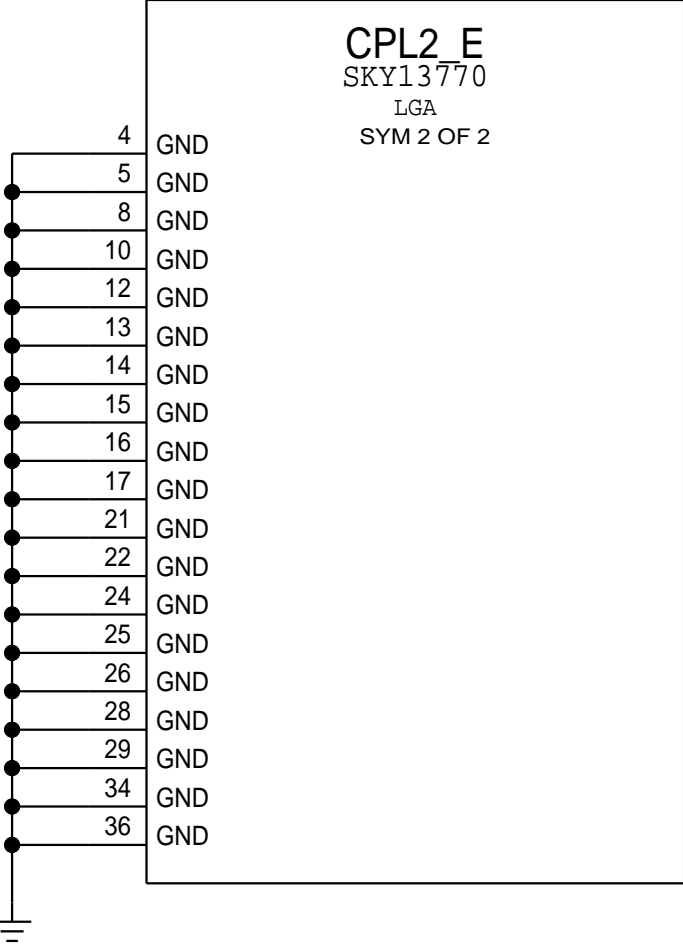 CPL2_E
SKY13770
LGA
SYM 2 OF 2
4 GND
5 GND
8 GND
10 GND
12 GND
13 GND
14 GND
15 GND
16 GND
17 GND
21 GND
22 GND
24 GND
25 GND
26 GND
28 GND
29 GND
34 GND
36 GND